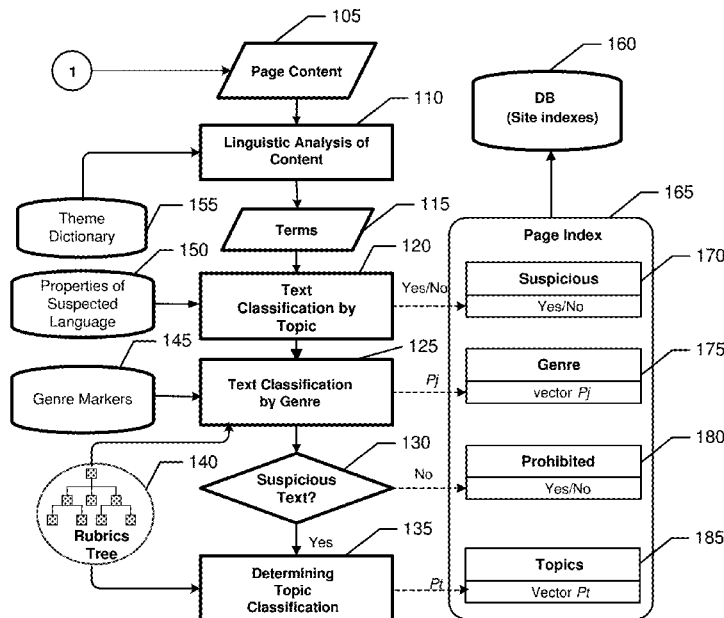 105
160
1
Page Content
110
DB
(Site indexes)
Linguistic Analysis of
Content
165
Theme
Dictionary
155
115
Terms
Page Index
150
120
170
Properties of
Suspected
Language
Text
Classification by
Topic
Yes/No
Suspicious
Yes/No
145
125
175
Genre Markers
Text Classification
by Genre
Pj
Genre
vector Pj
140
130
180
Suspicious
Text?
No
Prohibited
Yes/No
Rubrics
Tree
Yes
135
185
Determining
Topic
Classification
Pt
Topics
Vector Pt